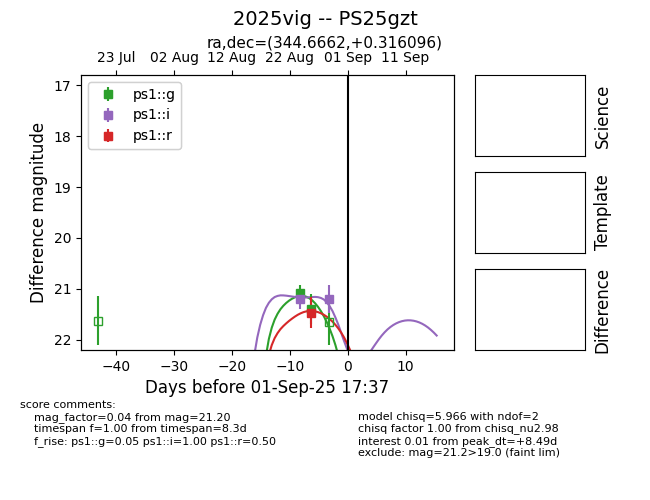 2025vig -- PS25gzt
ra,dec=(344.6662,+0.316096)
23 Jul 02 Aug 12 Aug 22 Aug 01 Sep 11 Sep
17
18
19
20
21
22
Difference magnitude
ps1::g
ps1::i
ps1::r
−40 −30 −20 −10 0 10
Days before 01-Sep-25 17:37
Science
Template
Difference
score comments:
mag_factor=0.04 from mag=21.20
timespan f=1.00 from timespan=8.3d
f_rise: ps1::g=0.05 ps1::i=1.00 ps1::r=0.50
model chisq=5.966 with ndof=2
chisq factor 1.00 from chisq_nu2.98
interest 0.01 from peak_dt=+8.49d
exclude: mag=21.2>19.0 (faint lim)